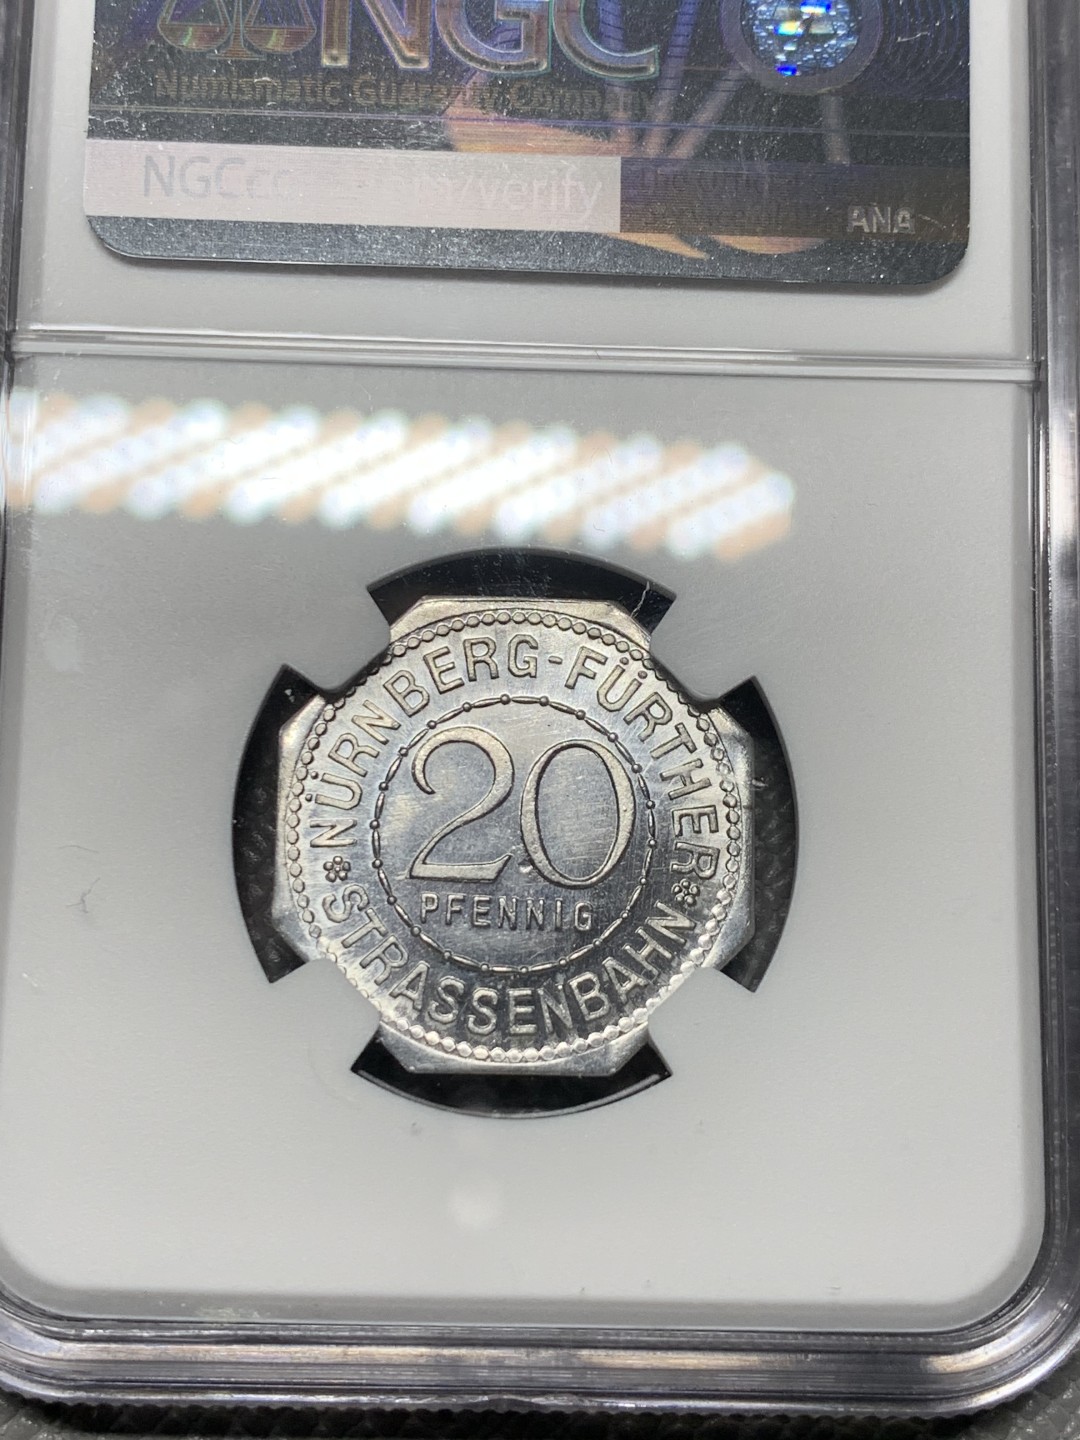 NGC
Numismatic Guaranty Company
/verify
ANA
NÜRNBERG-FÜRTHER
20
PFENNIG
STRASSENBAHN